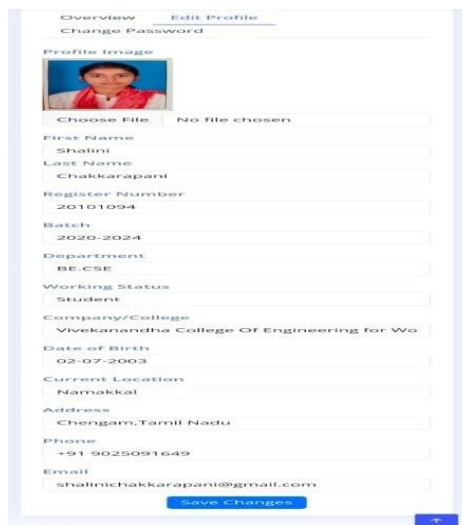 Overview Edit Profile
Change Password
Profile Image
Choose File No file chosen
First Name
Shalini
Last Name
Chakkarapani
Register Number
20101094
Batch
2020-2024
Department
BE.CSE
Working Status
Student
Company/College
Vivekanandha College Of Engineering for Wo
Date of Birth
02-07-2003
Current Location
Namakkal
Address
Chengam,Tamil Nadu
Phone
+91 9025091649
Email
shalinichakkarapani@gmail.com
Save Changes